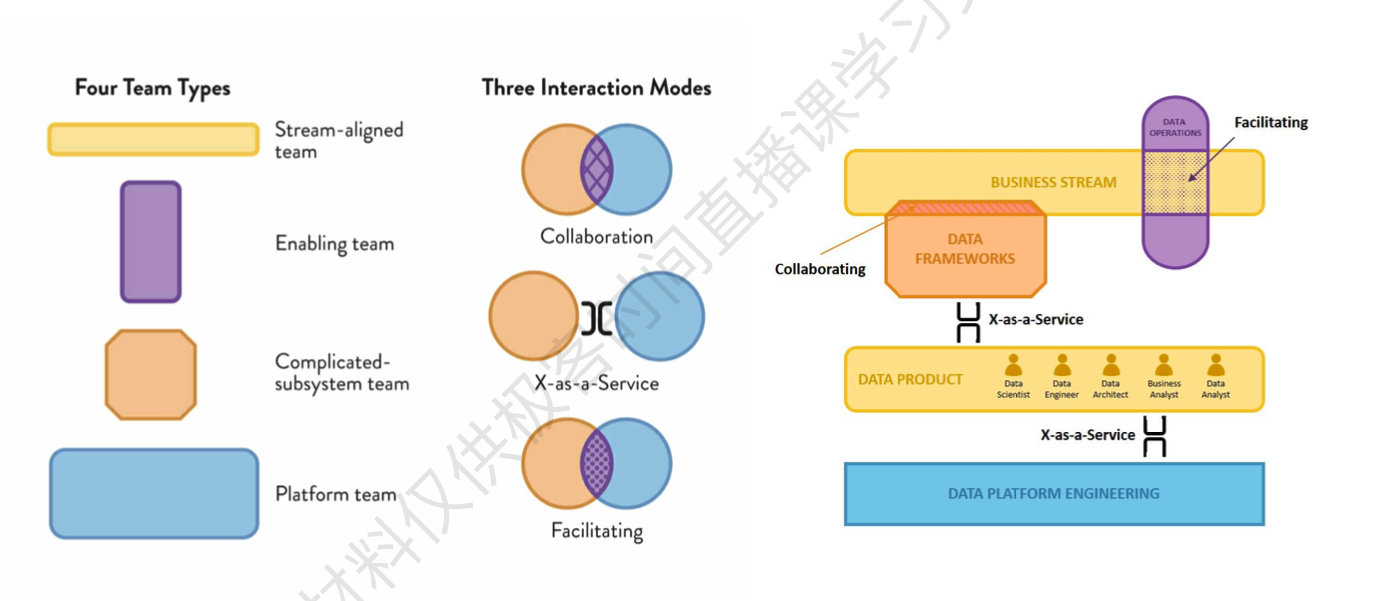 Four Team Types
Stream-aligned
team
Enabling team
Complicated-
subsystem team
Platform team
Three Interaction Modes
Collaboration
X-as-a-Service
Facilitating
DATA
OPERATIONS
Facilitating
BUSINESS STREAM
DATA
FRAMEWORKS
Collaborating
X-as-a-Service
DATA PRODUCT
Data
Scientist
Data
Engineer
Data
Architect
Business
Analyst
Data
Analyst
X-as-a-Service
DATA PLATFORM ENGINEERING
材料仅供极客时间直播课学习